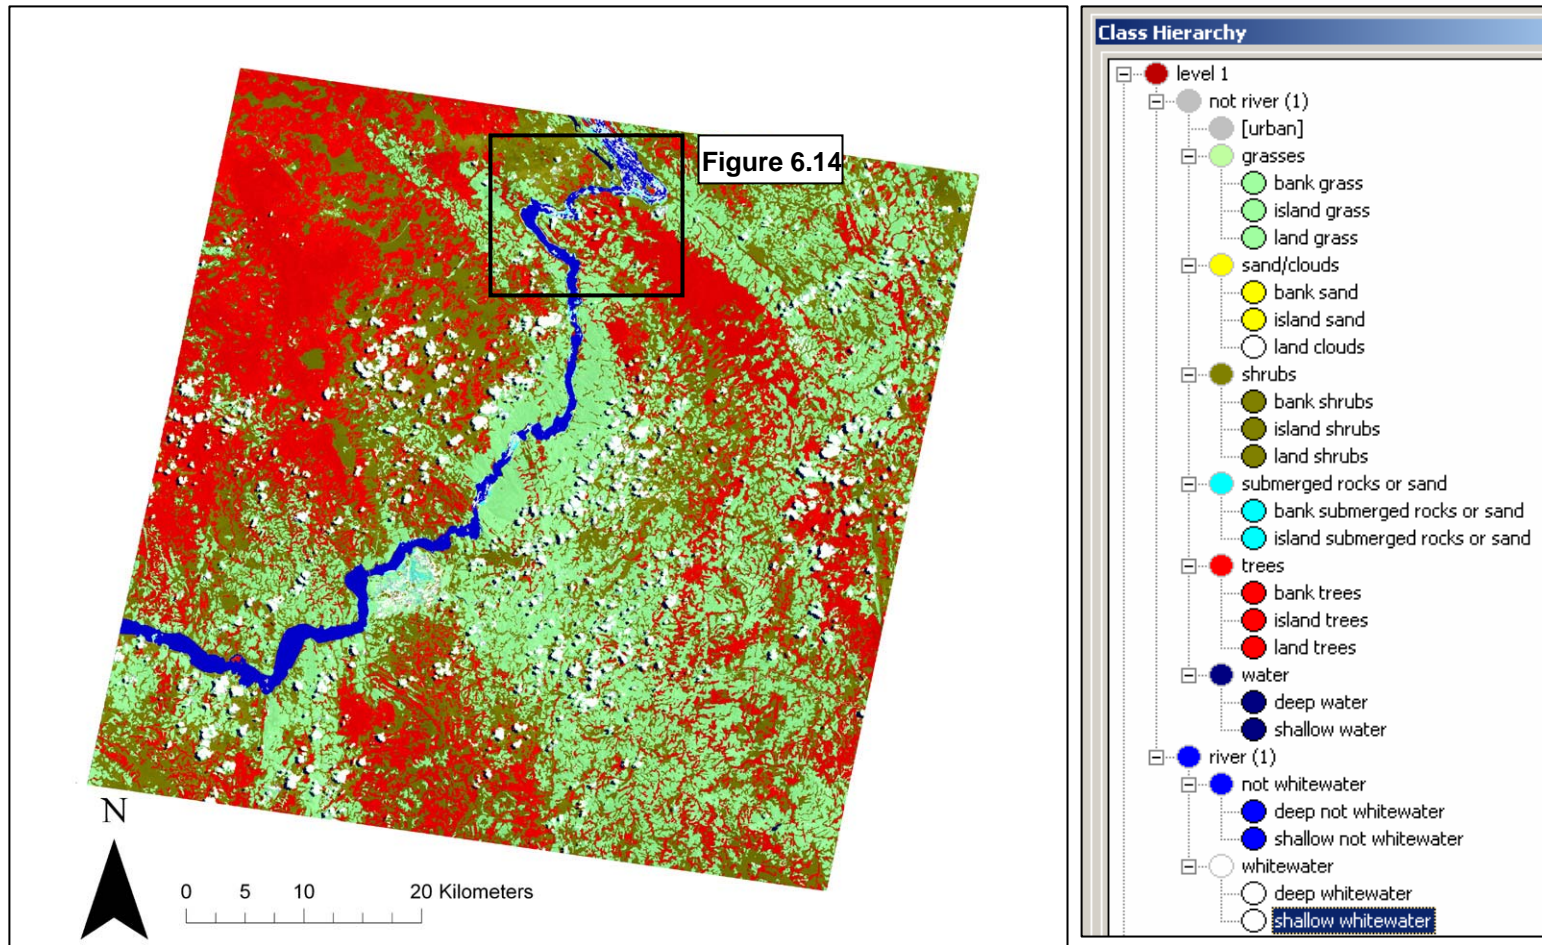 Figure 6.14
N
0 5 10 20 Kilometers
Class Hierarchy
level 1
not river (1)
[urban]
grasses
bank grass
island grass
land grass
sand/clouds
bank sand
island sand
land clouds
shrubs
bank shrubs
island shrubs
land shrubs
submerged rocks or sand
bank submerged rocks or sand
island submerged rocks or sand
trees
bank trees
island trees
land trees
water
deep water
shallow water
river (1)
not whitewater
deep not whitewater
shallow not whitewater
whitewater
deep whitewater
shallow whitewater